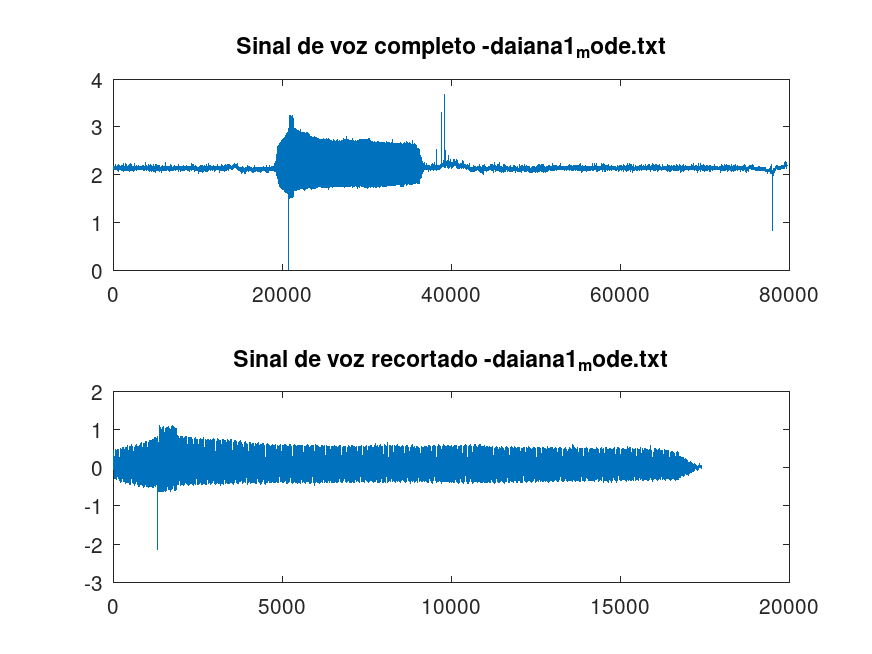 Sinal de voz completo -daiana1mode.txt
4
3
2
1
0
0 20000 40000 60000 80000
Sinal de voz recortado -daiana1mode.txt
2
1
0
-1
-2
-3
0 5000 10000 15000 20000